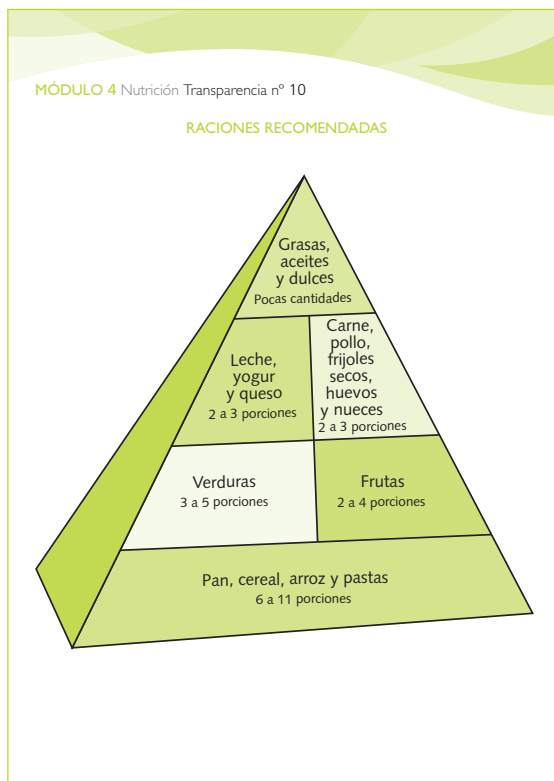 MÓDULO 4 Nutrición Transparencia nº 10
RACIONES RECOMENDADAS
Grasas,
aceites
y dulces
Pocas cantidades
Leche,
yogur
y queso
2 a 3 porciones
Carne,
pollo,
frijoles
secos,
huevos
y nueces
2 a 3 porciones
Verduras
3 a 5 porciones
Frutas
2 a 4 porciones
Pan, cereal, arroz y pastas
6 a 11 porciones